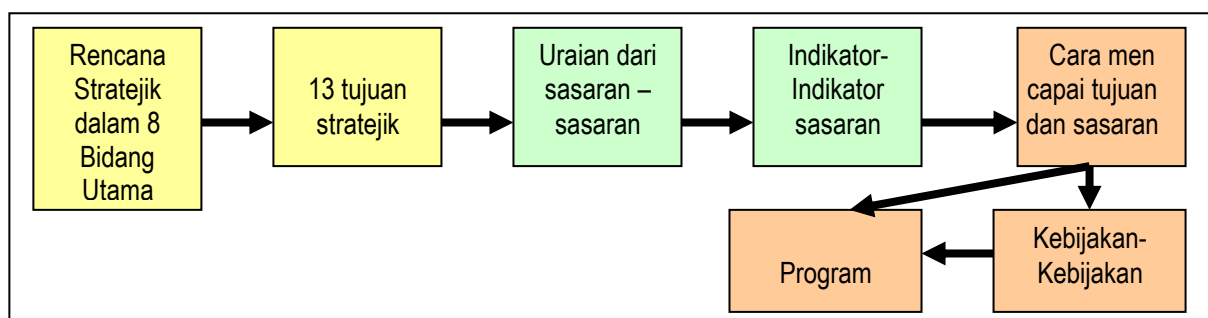 Rencana
Stratejik
dalam 8
Bidang
Utama
13 tujuan
stratejik
Uraian dari
sasaran –
sasaran
Indikator-
Indikator
sasaran
Cara men
capai tujuan
dan sasaran
Program
Kebijakan-
Kebijakan